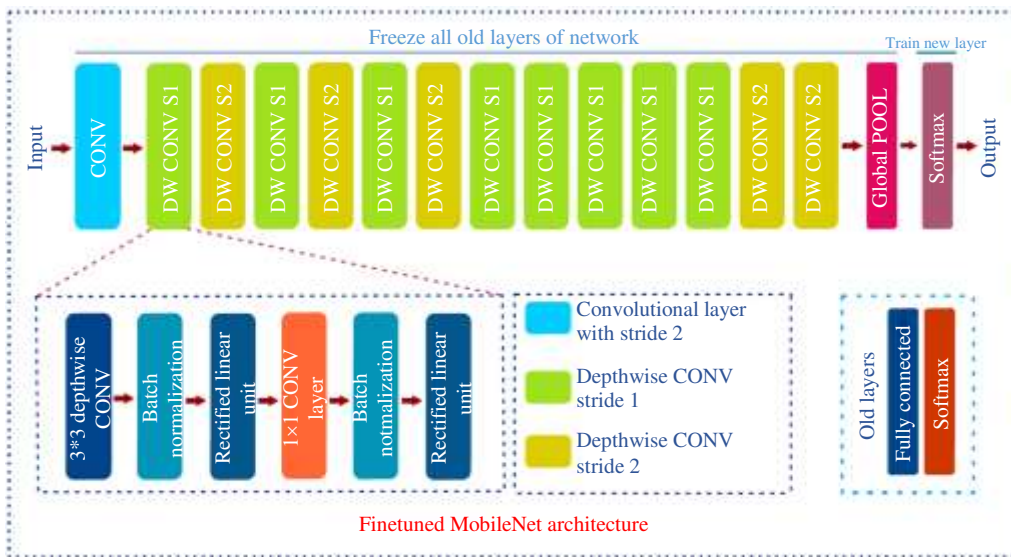 Freeze all old layers of network
Train new layer
Input
CONV
DW CONV S1
DW CONV S2
DW CONV S1
DW CONV S2
DW CONV S1
DW CONV S2
DW CONV S1
DW CONV S1
DW CONV S1
DW CONV S1
DW CONV S1
DW CONV S2
DW CONV S2
Global POOL
Softmax
Output
3*3 depthwise
CONV
Batch
normalization
Rectified linear
unit
1×1 CONV
layer
Batch
notmalization
Rectified linear
unit
Convolutional layer
with stride 2
Depthwise CONV
stride 1
Depthwise CONV
stride 2
Old layers
Fully connected
Softmax
Finetuned MobileNet architecture